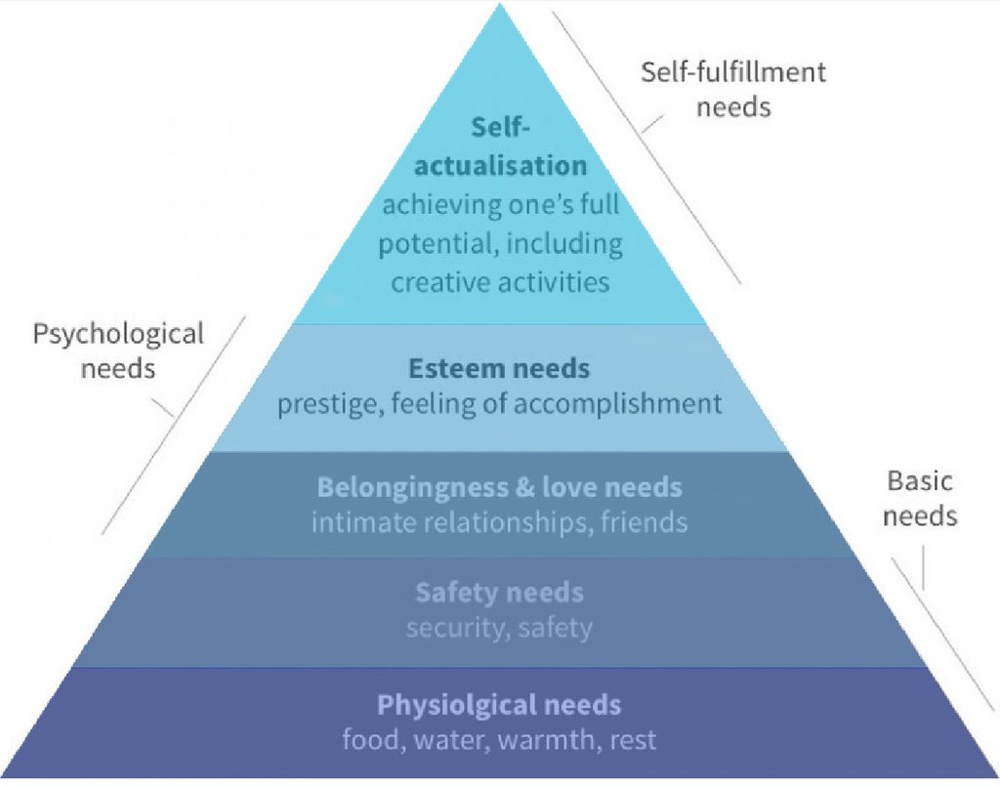 Self-fulfillment
needs
Self-
actualisation
achieving one's full
potential, including
creative activities
Psychological
needs
Esteem needs
prestige, feeling of accomplishment
Belongingness & love needs
intimate relationships, friends
Basic
needs
Safety needs
security, safety
Physiolgical needs
food, water, warmth, rest